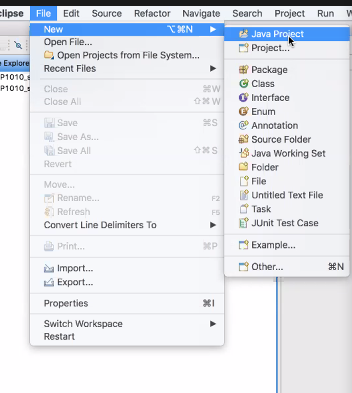 clipse File Edit Source Refactor Navigate Search Project Run W
New ⌥⌘N ▶
Open File...
Open Projects from File System...
Recent Files ▶
Close ⌘W
Close All ⇧⌘W
Save ⌘S
Save As...
Save All ⇧⌘S
Revert
Move...
Rename... F2
Refresh F5
Convert Line Delimiters To ▶
Print... ⌘P
Import...
Export...
Properties ⌘I
Switch Workspace ▶
Restart
Java Project
Project...
Package
Class
Interface
Enum
Annotation
Source Folder
Java Working Set
Folder
File
Untitled Text File
Task
JUnit Test Case
Example...
Other... ⌘N
e Explore
P1010_s
P1010_s